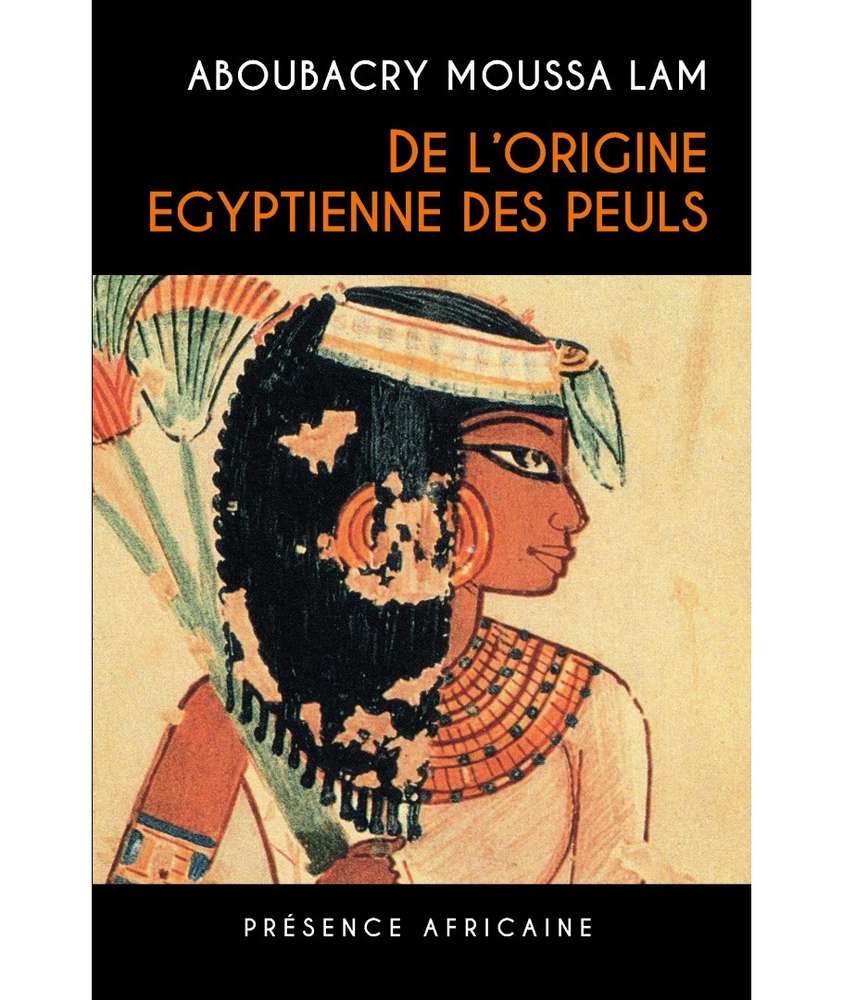 ABOUBACRY MOUSSA LAM
DE L'ORIGINE
EGYPTIENNE DES PEULS
PRÉSENCE AFRICAINE